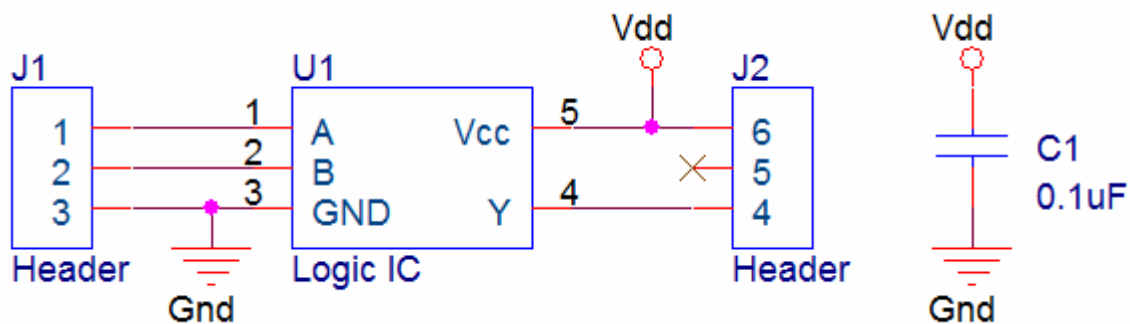 Vdd
Vdd
J1
U1
J2
1
1
A
Vcc
5
6
2
2
B
5
C1
3
3
GND
Y
4
4
0.1uF
Header
Logic IC
Header
Gnd
Gnd